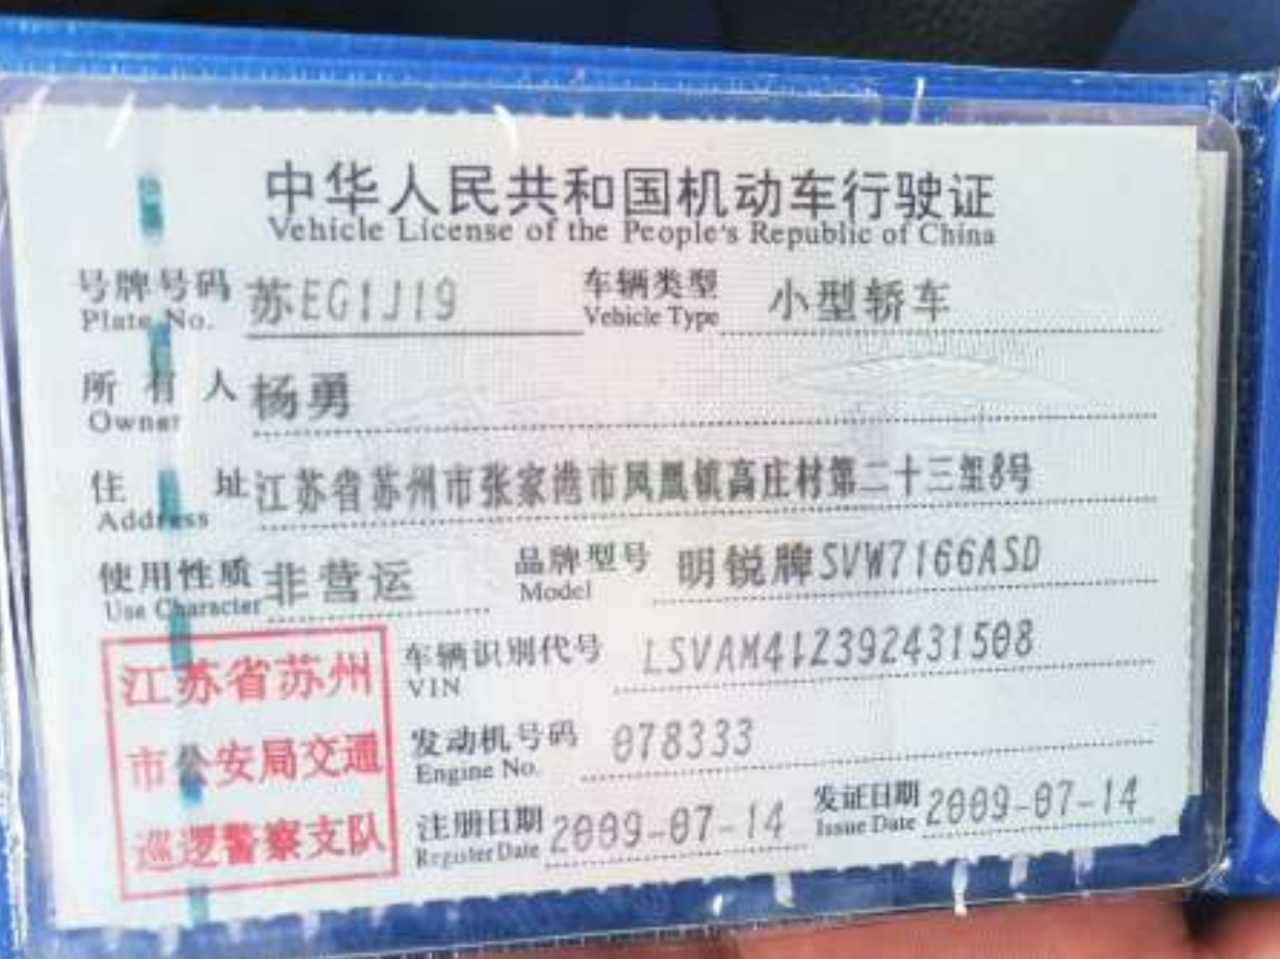 中华人民共和国机动车行驶证
Vehicle License of the People's Republic of China
号牌号码 苏EG1J19 车辆类型 小型轿车
Plate No. Vehicle Type
所有人 杨勇
Owner
住址 江苏省苏州市张家港市凤凰镇高庄村第二十三组8号
Address
使用性质 非营运 品牌型号 明锐牌SVW7166ASD
Use Character Model
江苏省苏州 车辆识别代号 LSVAM412392431508
VIN
市公安局交通 发动机号码 078333
Engine No.
巡逻警察支队 注册日期 2009-07-14 发证日期 2009-07-14
Register Date Issue Date